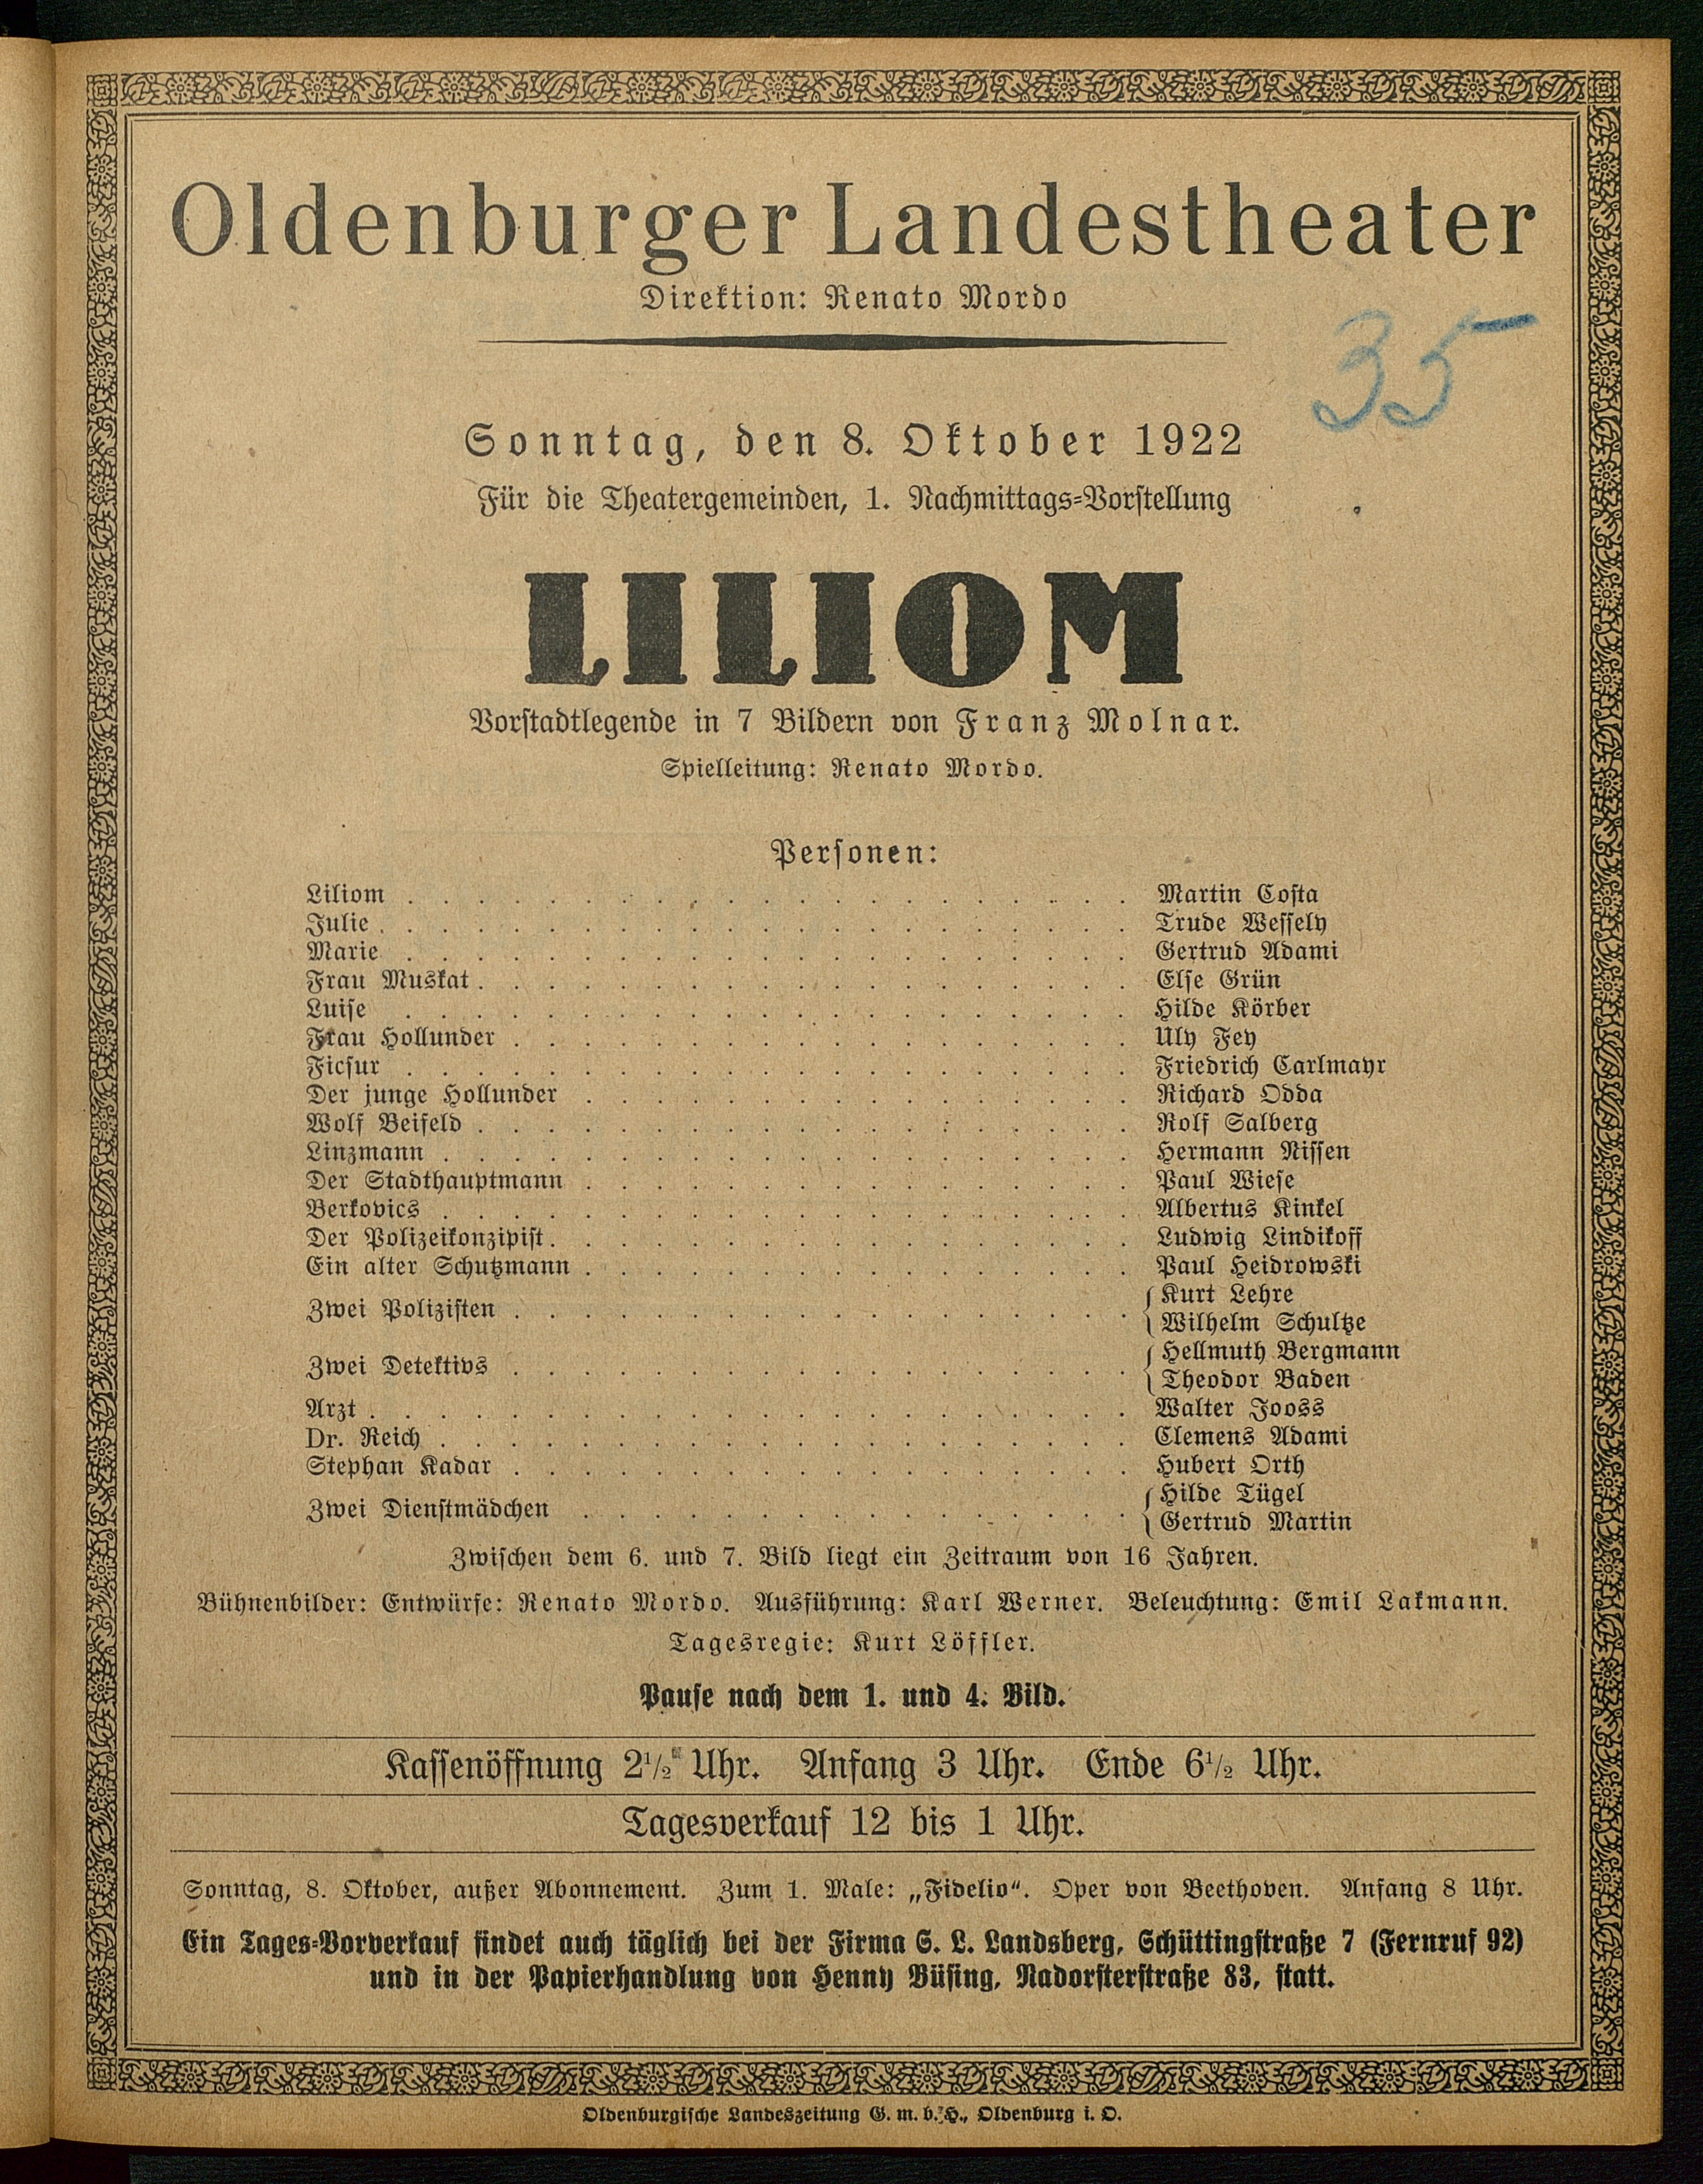 Oldenburger Landestheater
Direktion: Renato Mordo
35
Sonntag, den 8. Oktober 1922
Für die Theatergemeinden, 1. Nachmittags-Vorstellung
LILIOM
Vorstadtlegende in 7 Bildern von Franz Molnar.
Spielleitung: Renato Mordo.
Personen:
Liliom . . . . . Martin Costa
Julie . . . . . Trude Wessely
Marie . . . . . Gertrud Adami
Frau Muskat . . . . . Else Grün
Luise . . . . . Hilde Körber
Frau Hollunder . . . . . Uly Fey
Ficsur . . . . . Friedrich Carlmayr
Der junge Hollunder . . . . . Richard Odda
Wolf Beifeld . . . . . Rolf Salberg
Linzmann . . . . . Hermann Nissen
Der Stadthauptmann . . . . . Paul Wiese
Berkovics . . . . . Albertus Kinkel
Der Polizeikonzipist . . . . . Ludwig Lindikoff
Ein alter Schutzmann . . . . . Paul Heidrowski
Zwei Polizisten . . . . . Kurt Lehre
Wilhelm Schultze
Zwei Detektivs . . . . . Hellmuth Bergmann
Theodor Baden
Arzt . . . . . Walter Jooss
Dr. Reich . . . . . Clemens Adami
Stephan Kadar . . . . . Hubert Orth
Zwei Dienstmädchen . . . . . Hilde Tügel
Gertrud Martin
Zwischen dem 6. und 7. Bild liegt ein Zeitraum von 16 Jahren.
Bühnenbilder: Entwürfe: Renato Mordo. Ausführung: Karl Werner. Beleuchtung: Emil Lakmann.
Tagesregie: Kurt Löffler.
Pause nach dem 1. und 4. Bild.
Kassenöffnung 2 1/2 Uhr. Anfang 3 Uhr. Ende 6 1/2 Uhr.
Tagesverkauf 12 bis 1 Uhr.
Sonntag, 8. Oktober, außer Abonnement. Zum 1. Male: „Fidelio“. Oper von Beethoven. Anfang 8 Uhr.
Ein Tages-Vorverkauf findet auch täglich bei der Firma S. L. Landsberg, Schüttingstraße 7 (Fernruf 92)
und in der Papierhandlung von Henny Büsing, Nadorsterstraße 83, statt.
Oldenburgische Landeszeitung G. m. b. H., Oldenburg i. O.